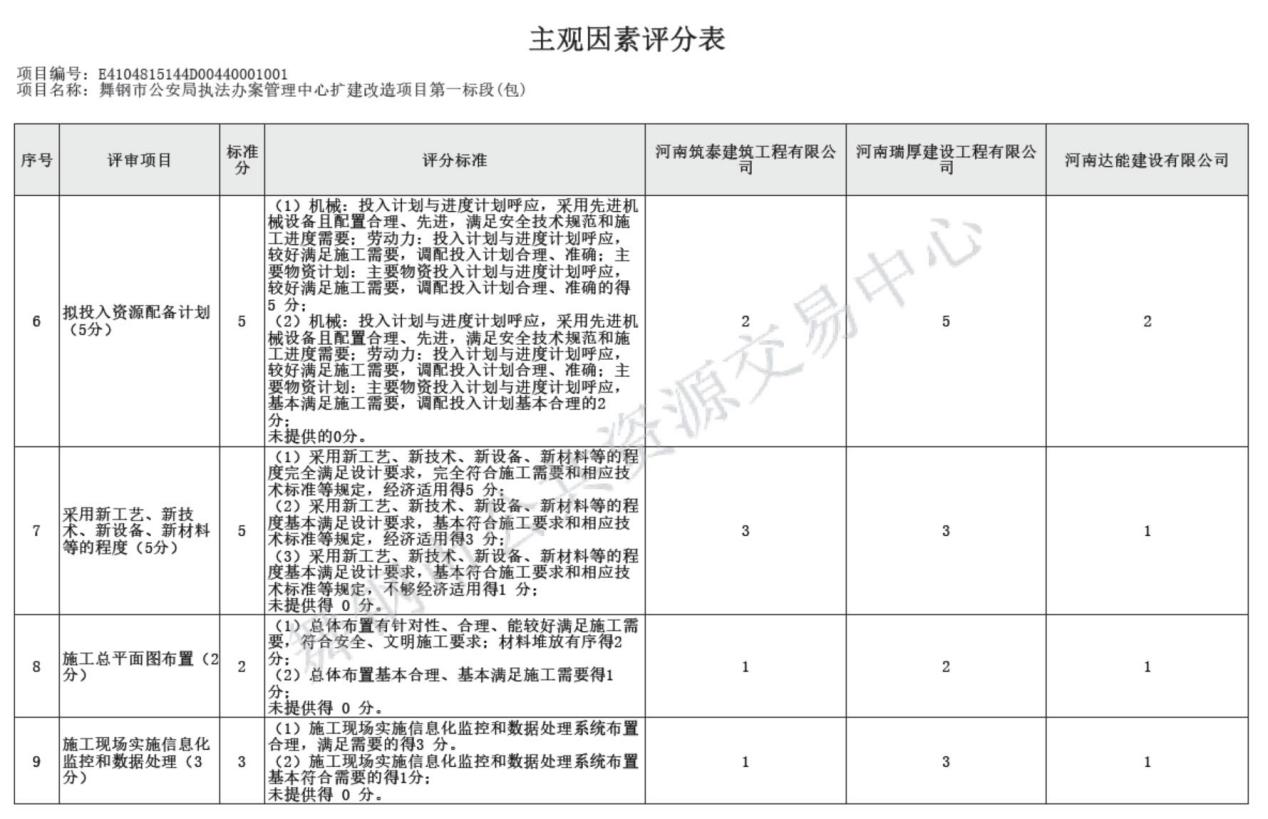 主观因素评分表
项目编号：E4104815144D00440001001
项目名称：舞钢市公安局执法办案管理中心扩建改造项目第一标段(包)
序号
评审项目
标准
分
评分标准
河南筑泰建筑工程有限公
司
河南瑞厚建设工程有限公
司
河南达能建设有限公司
6
拟投入资源配备计划
（5分）
5
（1）机械：投入计划与进度计划呼应，采用先进机
械设备且配置合理、先进，满足安全技术规范和施
工进度需要；劳动力：投入计划与进度计划呼应，
较好满足施工需要，调配投入计划合理、准确；主
要物资计划：主要物资投入计划与进度计划呼应，
较好满足施工需要，调配投入计划合理、准确的得
5 分；
（2）机械：投入计划与进度计划呼应，采用先进机
械设备且配置合理、先进，满足安全技术规范和施
工进度需要；劳动力：投入计划与进度计划呼应，
较好满足施工需要，调配投入计划合理、准确；主
要物资计划：主要物资投入计划与进度计划呼应，
基本满足施工需要，调配投入计划基本合理的2
分；
未提供的0分。
2
5
2
7
采用新工艺、新技
术、新设备、新材料
等的程度（5分）
5
（1）采用新工艺、新技术、新设备、新材料等的程
度完全满足设计要求，完全符合施工需要和相应技
术标准等规定，经济适用得5 分；
（2）采用新工艺、新技术、新设备、新材料等的程
度基本满足设计要求，基本符合施工要求和相应技
术标准等规定，经济适用得3 分；
（3）采用新工艺、新技术、新设备、新材料等的程
度基本满足设计要求，基本符合施工要求和相应技
术标准等规定，不够经济适用得1 分；
未提供得 0 分。
3
3
1
8
施工总平面图布置（2
分）
2
（1）总体布置有针对性、合理、能较好满足施工需
要，符合安全、文明施工要求；材料堆放有序得2
分；
（2）总体布置基本合理、基本满足施工需要得1
分；
未提供得 0 分。
1
2
1
9
施工现场实施信息化
监控和数据处理（3
分）
3
（1）施工现场实施信息化监控和数据处理系统布置
合理，满足需要的得3 分。
（2）施工现场实施信息化监控和数据处理系统布置
基本符合需要的得1分；
未提供得 0 分。
1
3
1
舞钢市公共资源交易中心